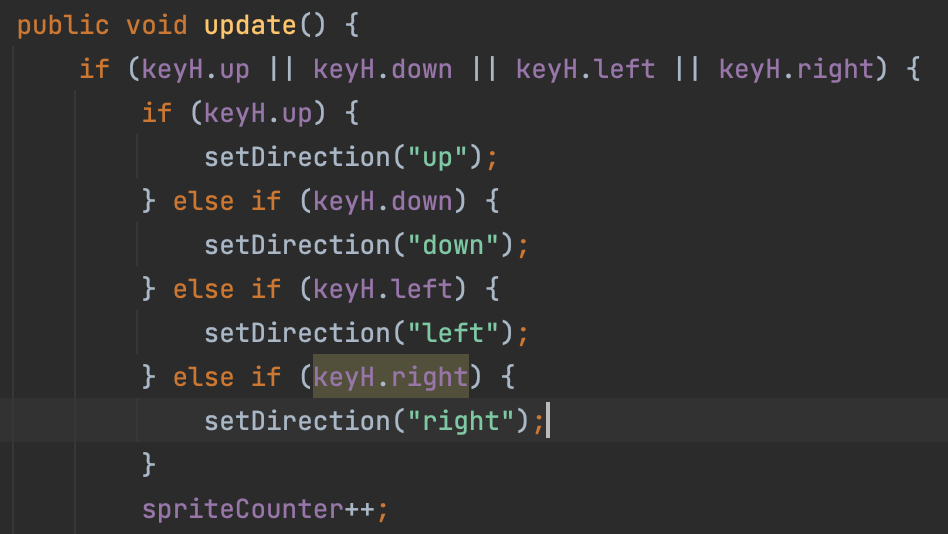 public void update() {
    if (keyH.up || keyH.down || keyH.left || keyH.right) {
        if (keyH.up) {
            setDirection("up");
        } else if (keyH.down) {
            setDirection("down");
        } else if (keyH.left) {
            setDirection("left");
        } else if (keyH.right) {
            setDirection("right");
        }
        spriteCounter++;